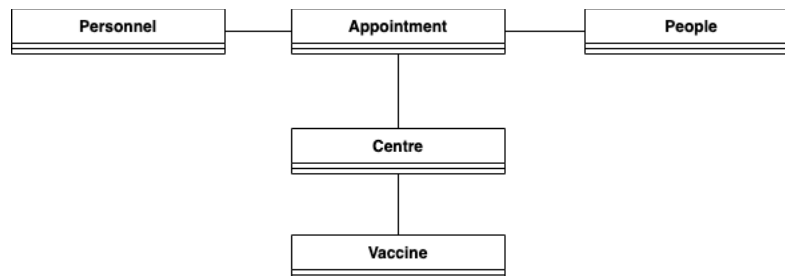 Personnel
Appointment
People
Centre
Vaccine